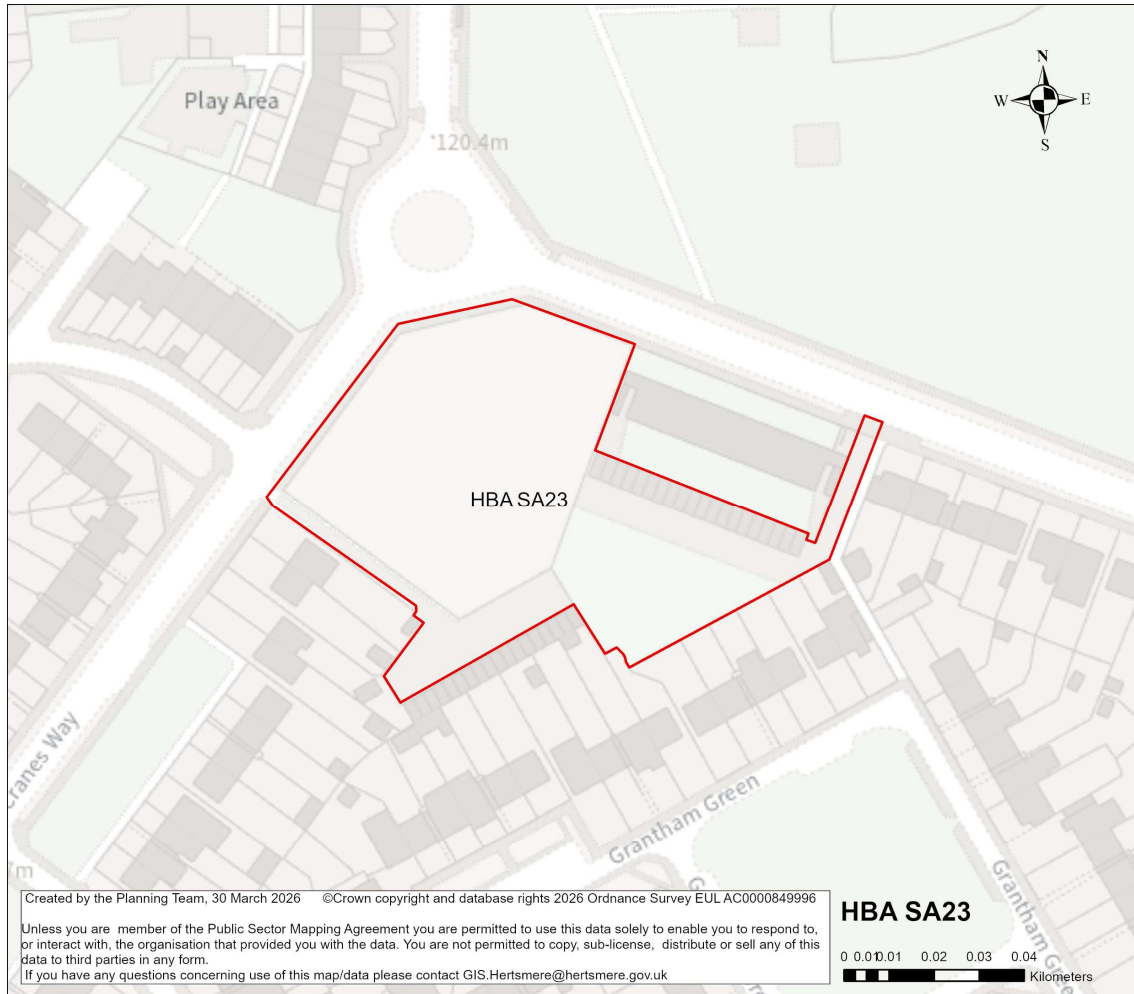 Play Area
120.4m
N
W E
S
HBA SA23
Cranes Way
Grantham Green
Grantham Green
G
m
Created by the Planning Team, 30 March 2026 ©Crown copyright and database rights 2026 Ordnance Survey EUL AC0000849996
Unless you are member of the Public Sector Mapping Agreement you are permitted to use this data solely to enable you to respond to,
or interact with, the organisation that provided you with the data. You are not permitted to copy, sub-license, distribute or sell any of this
data to third parties in any form.
If you have any questions concerning use of this map/data please contact GIS.Hertsmere@hertsmere.gov.uk
HBA SA23
0 0.010.01 0.02 0.03 0.04
Kilometers